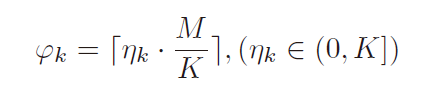 φ_k = ⌈η_k · M/K⌉, (η_k ∈ (0, K])